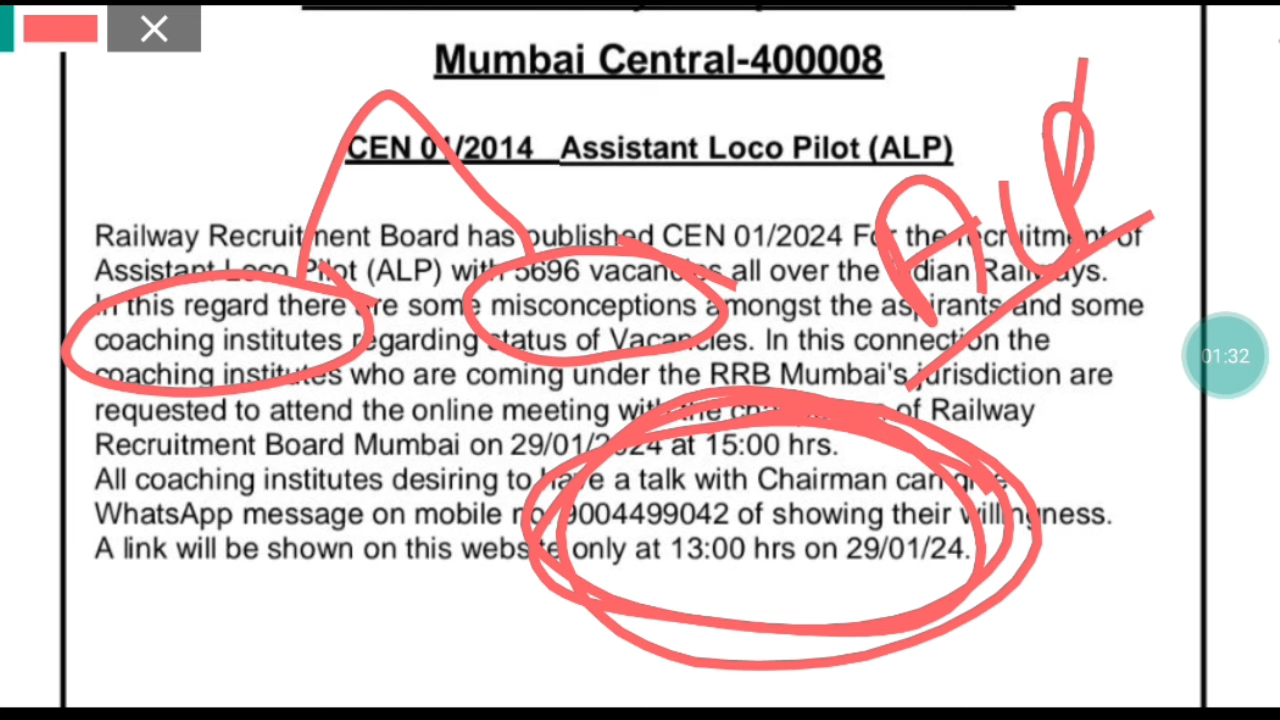 Mumbai Central-400008
CEN 01/2014 Assistant Loco Pilot (ALP)
ALP
Railway Recruitment Board has published CEN 01/2024 For the recruitment of
Assistant Loco Pilot (ALP) with 5696 vacancies all over the Indian Railways.
In this regard there are some misconceptions amongst the aspirants and some
coaching institutes regarding status of Vacancies. In this connection the
coaching institutes who are coming under the RRB Mumbai's jurisdiction are
requested to attend the online meeting with the of Railway
Recruitment Board Mumbai on 29/01/2024 at 15:00 hrs.
All coaching institutes desiring to have a talk with Chairman can give
WhatsApp message on mobile no 9004499042 of showing their willingness.
A link will be shown on this website only at 13:00 hrs on 29/01/24.
01:32